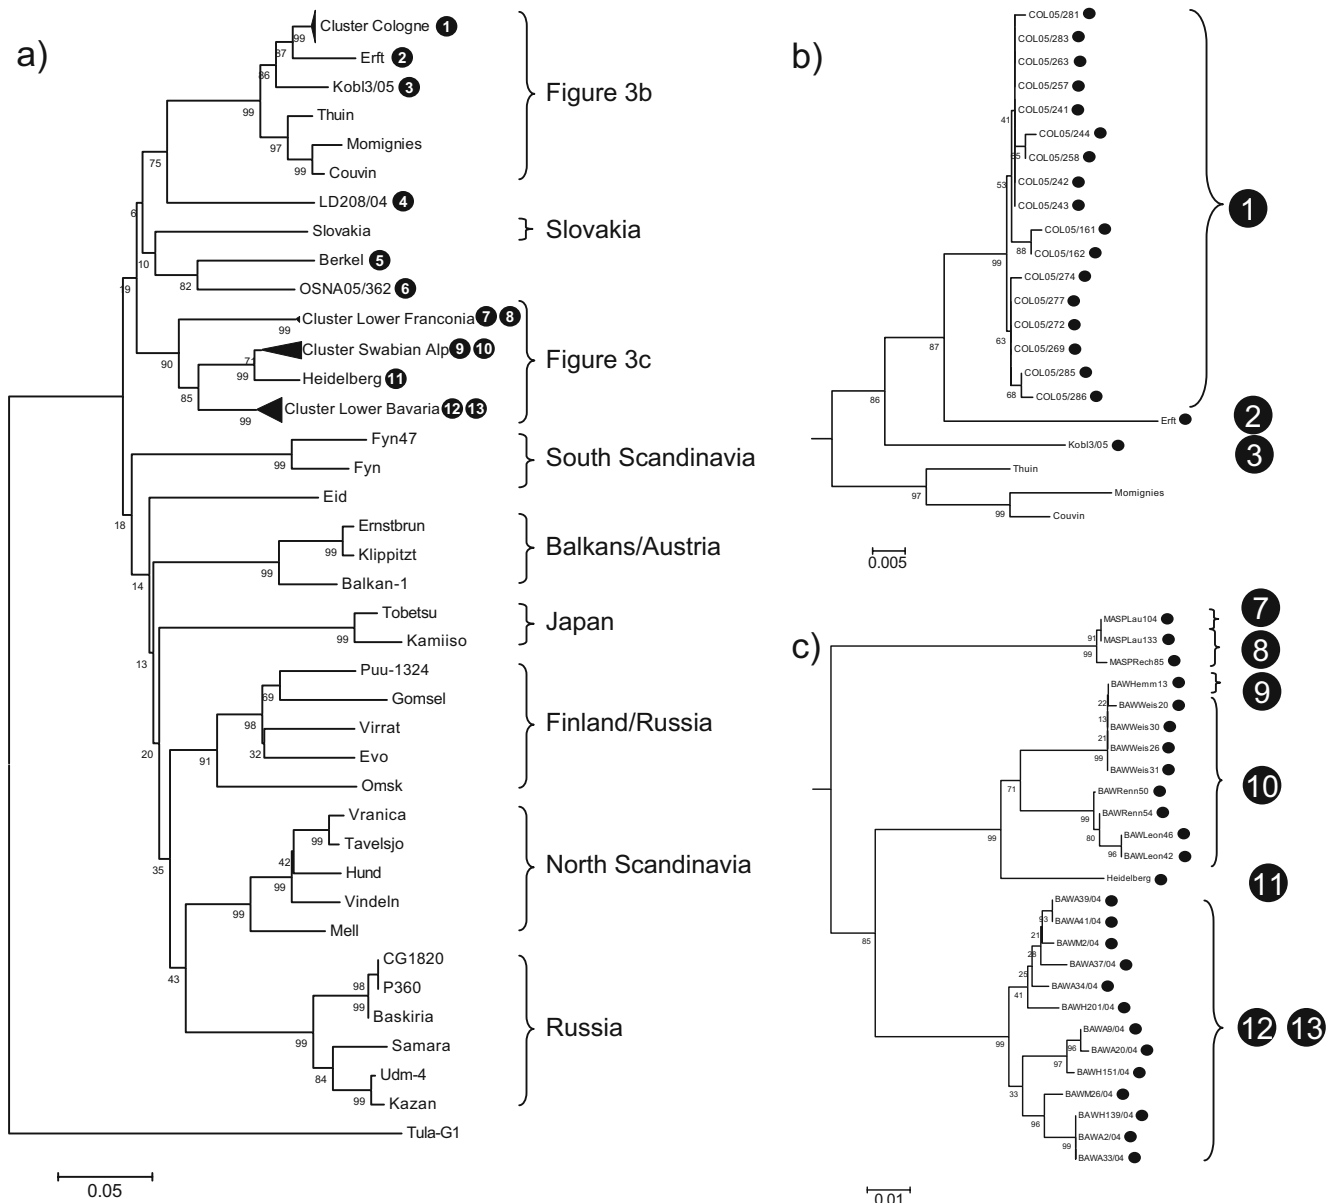 a)
Cluster Cologne 1
99
87
Erft 2
86
Kobl3/05 3
99
Thuin
97
Momignies
99
Couvin
Figure 3b
75
LD208/04 4
6
Slovakia
Slovakia
10
Berkel 5
82
OSNA05/362 6
19
Cluster Lower Franconia 7 8
99
90
Cluster Swabian Alp 9 10
71
99
Heidelberg 11
85
Cluster Lower Bavaria 12 13
99
Figure 3c
Fyn47
99
Fyn
South Scandinavia
18
Eid
Ernstbrun
99
Klippitzt
99
Balkan-1
Balkans/Austria
14
Tobetsu
99
Kamiiso
Japan
13
Puu-1324
69
Gomsel
98
Virrat
32
Evo
91
Omsk
Finland/Russia
20
Vranica
99
Tavelsjo
42
Hund
99
Vindeln
99
Mell
North Scandinavia
35
43
CG1820
98
P360
99
Baskiria
99
Samara
84
Udm-4
99
Kazan
Russia
Tula-G1
0.05
b)
COL05/281
COL05/283
COL05/263
COL05/257
COL05/241
41
COL05/244
COL05/258
COL05/242
53
COL05/243
COL05/161
88
COL05/162
99
COL05/274
COL05/277
COL05/272
63
COL05/269
COL05/285
68
COL05/286
1
87
Erft
2
86
Kobl3/05
3
Thuin
97
Momignies
99
Couvin
0.005
c)
MASPLau104
7
91
MASPLau133
99
MASPRech85
8
BAWHemm13
9
22
BAWWeis20
13
BAWWeis30
21
BAWWeis26
99
BAWWeis31
71
BAWRenn50
99
BAWRenn54
80
BAWLeon46
96
BAWLeon42
10
99
Heidelberg
11
85
BAWA39/04
93
BAWA41/04
21
BAWM2/04
28
BAWA37/04
25
BAWA34/04
41
BAWH201/04
99
BAWA9/04
96
BAWA20/04
97
BAWH151/04
33
BAWM26/04
96
BAWH139/04
BAWA2/04
99
BAWA33/04
12 13
0.01